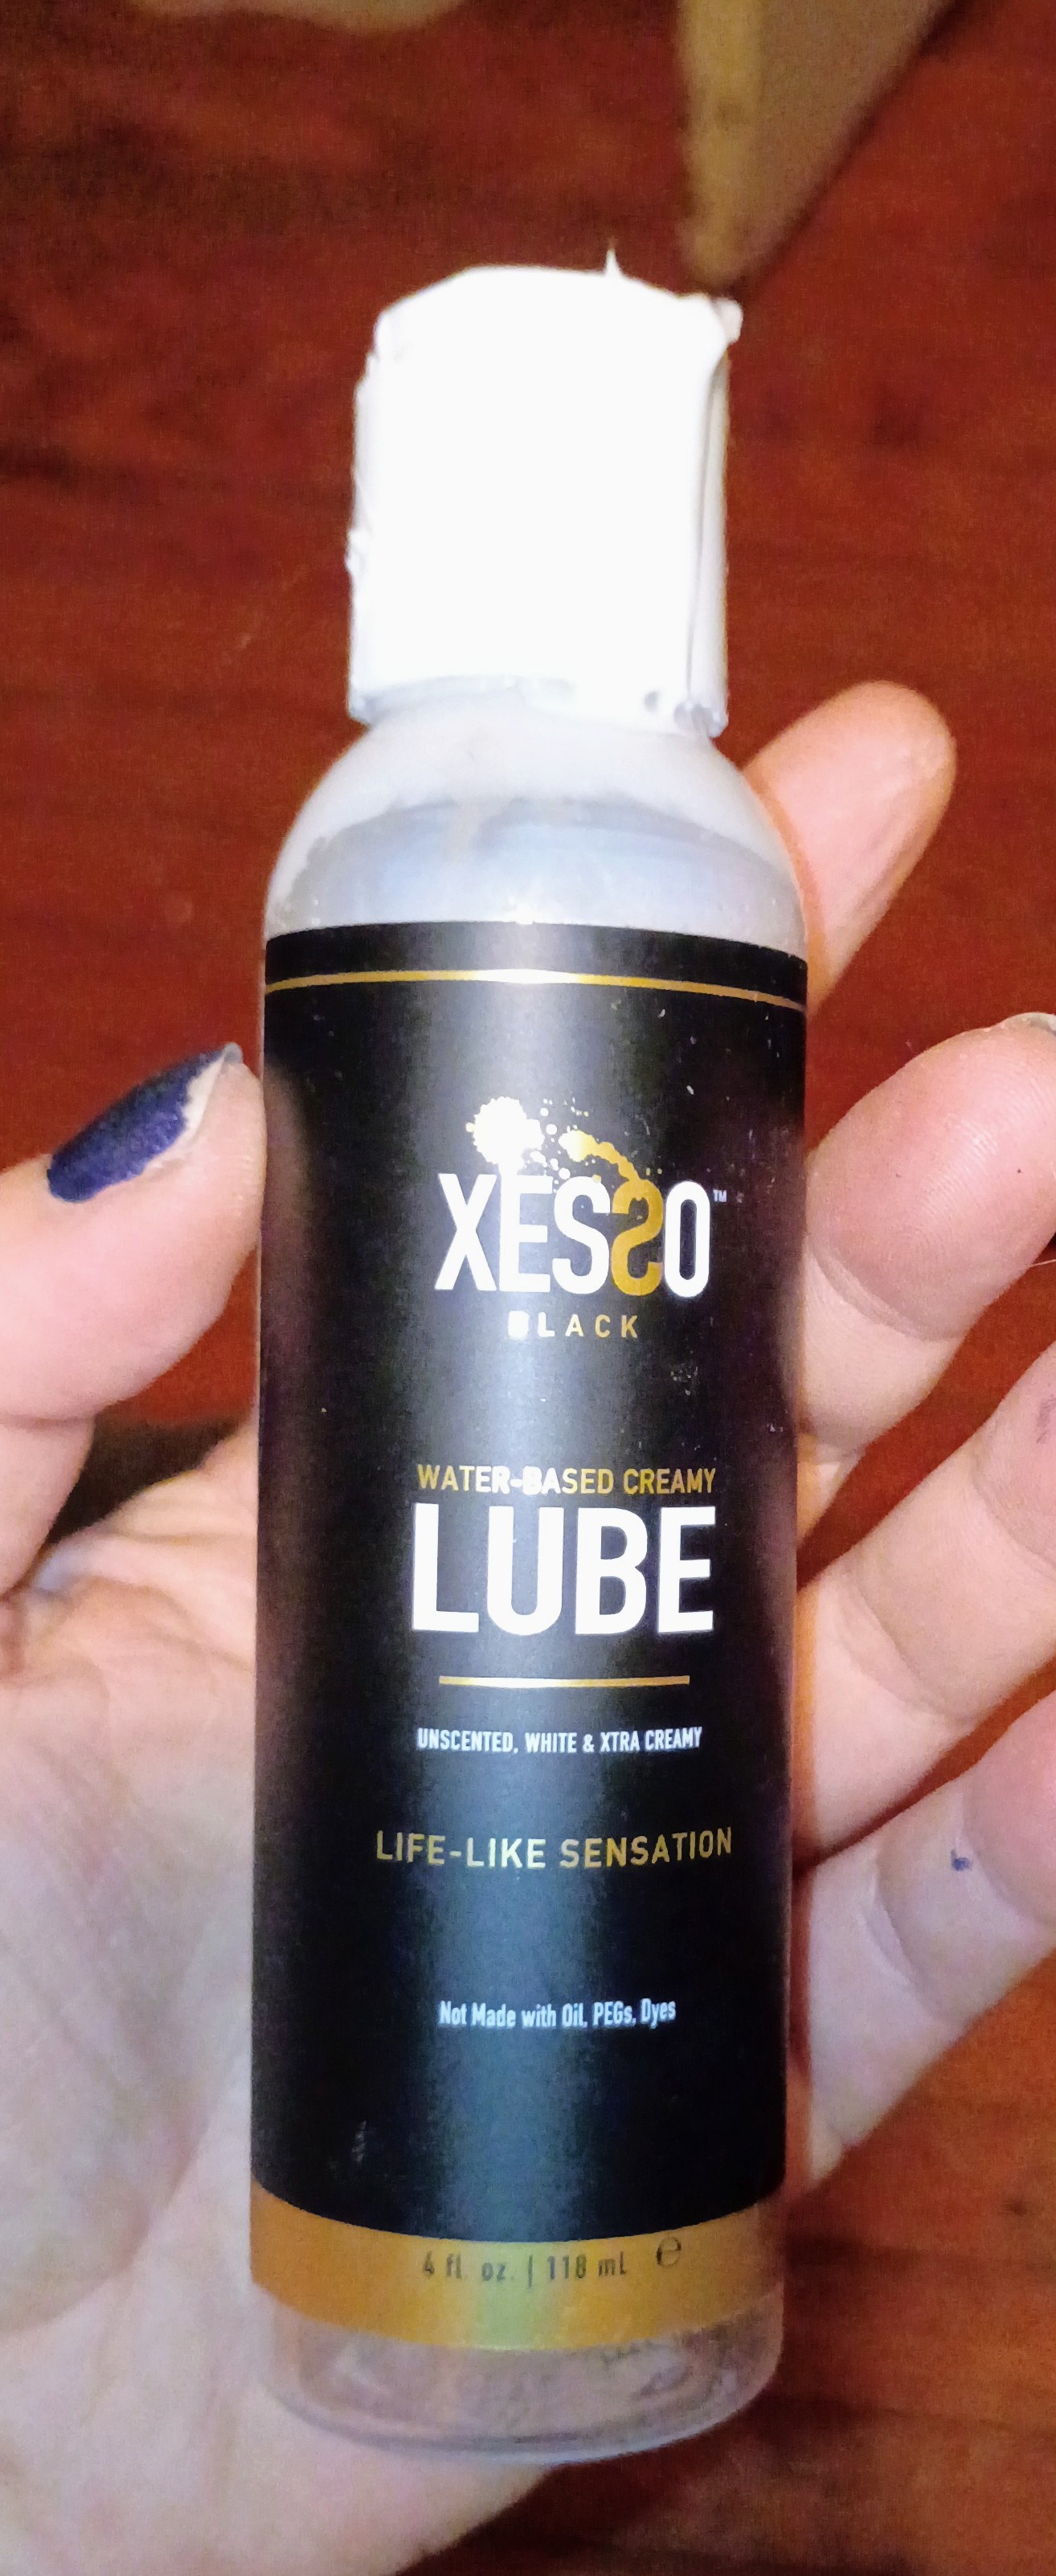 XESSO™
BLACK
WATER-BASED CREAMY
LUBE
UNSCENTED, WHITE & XTRA CREAMY
LIFE-LIKE SENSATION
Not Made with Oil, PEGs, Dyes
4 fl. oz. | 118 mL ℮